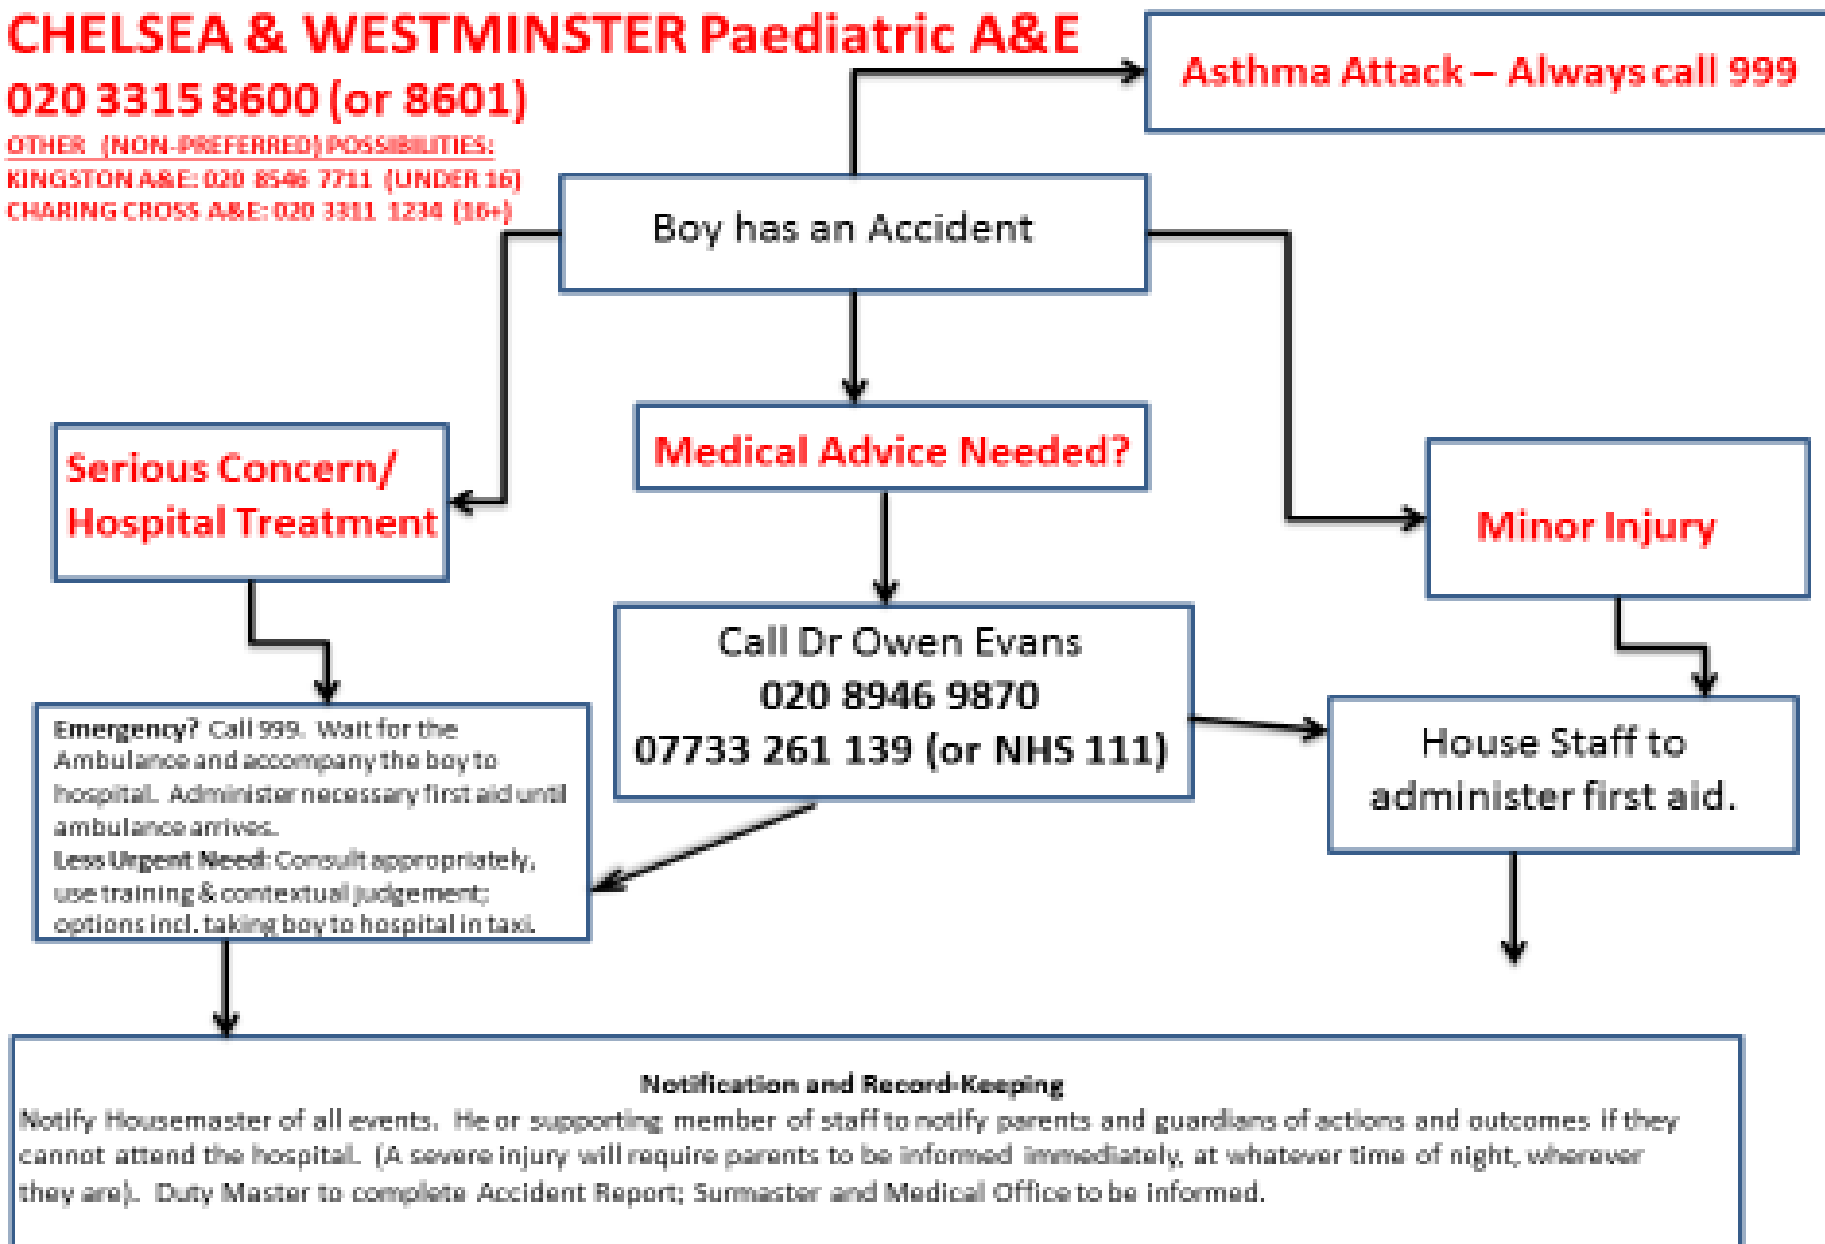 CHELSEA & WESTMINSTER Paediatric A&E
020 3315 8600 (or 8601)
OTHER (NON-PREFERRED) POSSIBILITIES:
KINGSTON A&E: 020 8546 7711 (UNDER 16)
CHARING CROSS A&E: 020 3311 1234 (16+)
Asthma Attack – Always call 999
Boy has an Accident
Serious Concern/
Hospital Treatment
Medical Advice Needed?
Minor Injury
Call Dr Owen Evans
020 8946 9870
07733 261 139 (or NHS 111)
Emergency? Call 999. Wait for the
Ambulance and accompany the boy to
hospital. Administer necessary first aid until
ambulance arrives.
Less Urgent Need: Consult appropriately,
use training & contextual judgement;
options incl. taking boy to hospital in taxi.
House Staff to
administer first aid.
Notification and Record-Keeping
Notify Housemaster of all events. He or supporting member of staff to notify parents and guardians of actions and outcomes if they
cannot attend the hospital. (A severe injury will require parents to be informed immediately, at whatever time of night, wherever
they are). Duty Master to complete Accident Report; Surmaster and Medical Office to be informed.